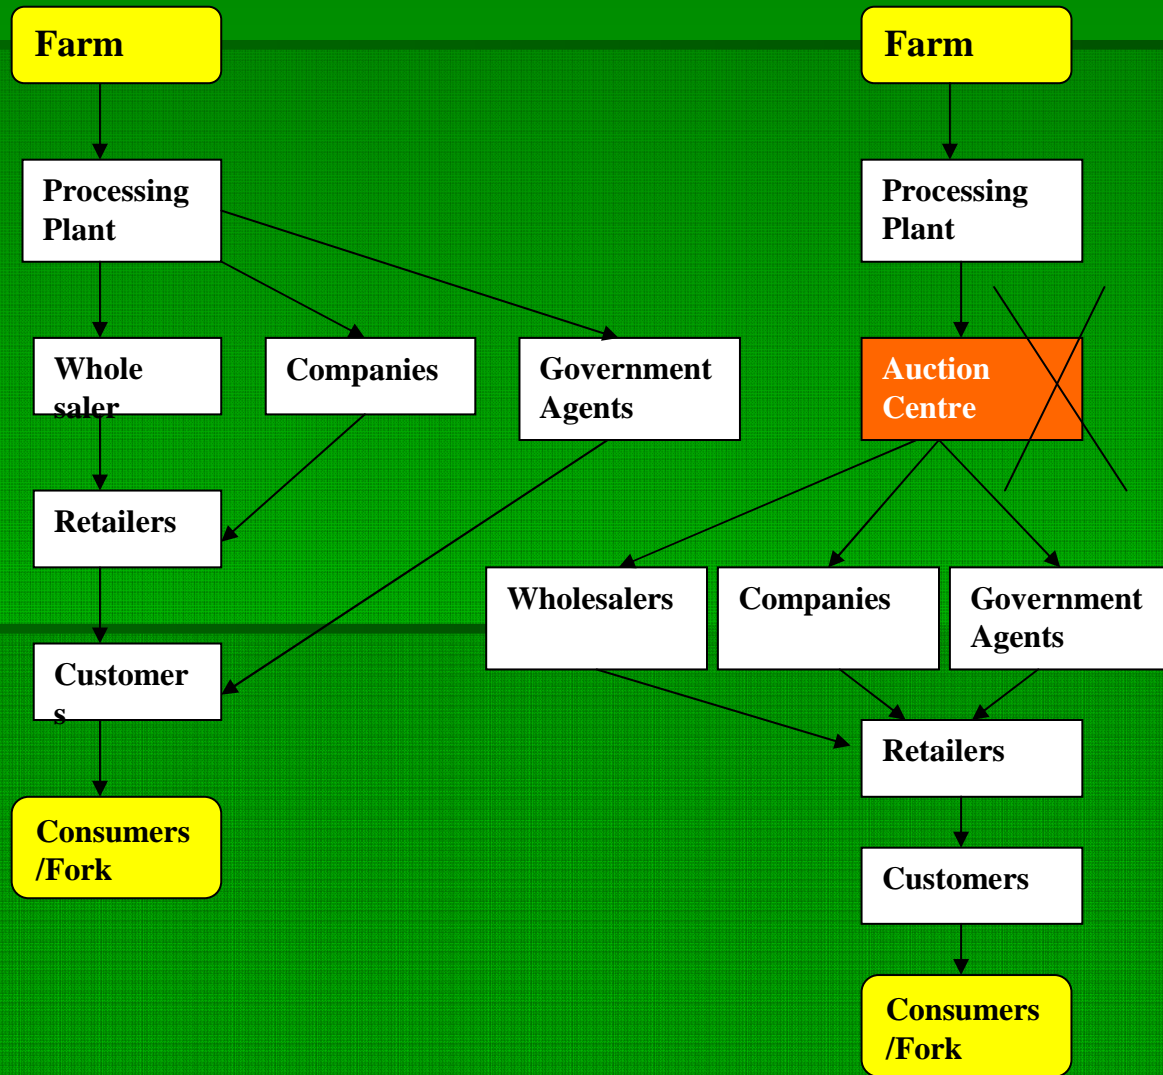 Farm
Processing
Plant
Whole
saler
Companies
Government
Agents
Retailers
Customer
s
Consumers
/Fork
Farm
Processing
Plant
Auction
Centre
Wholesalers
Companies
Government
Agents
Retailers
Customers
Consumers
/Fork